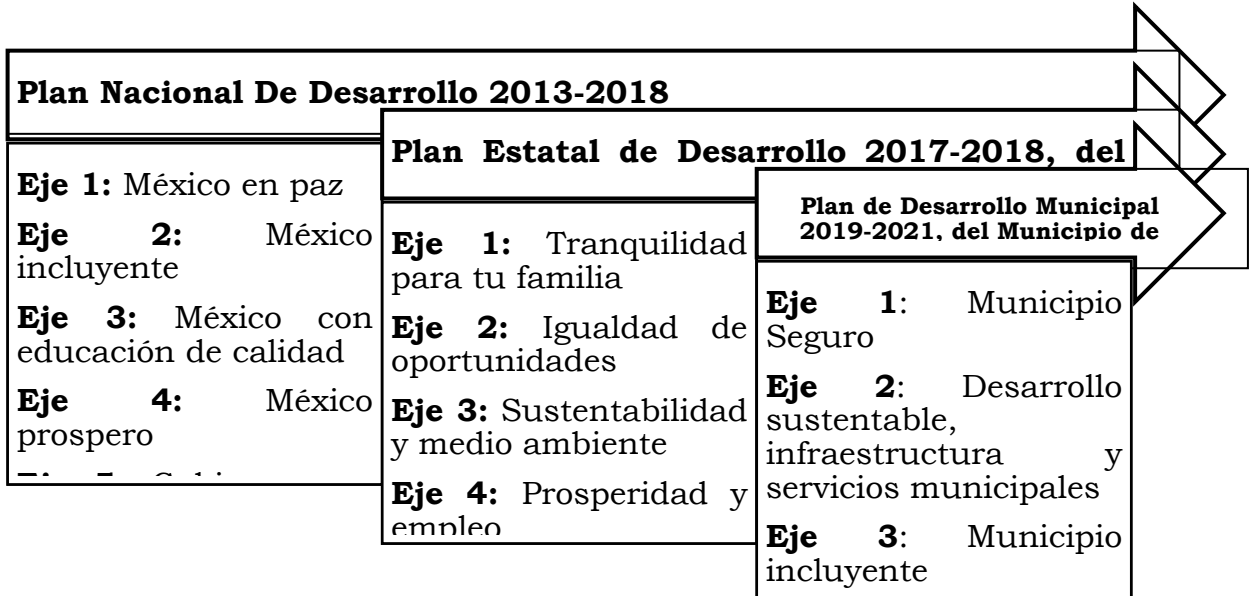 Plan Nacional De Desarrollo 2013-2018
Eje 1: México en paz
Eje 2: México
incluyente
Eje 3: México con
educación de calidad
Eje 4: México
prospero
Plan Estatal de Desarrollo 2017-2018, del
Eje 1: Tranquilidad
para tu familia
Eje 2: Igualdad de
oportunidades
Eje 3: Sustentabilidad
y medio ambiente
Eje 4: Prosperidad y
empleo
Plan de Desarrollo Municipal
2019-2021, del Municipio de
Eje 1: Municipio
Seguro
Eje 2: Desarrollo
sustentable,
infraestructura y
servicios municipales
Eje 3: Municipio
incluyente